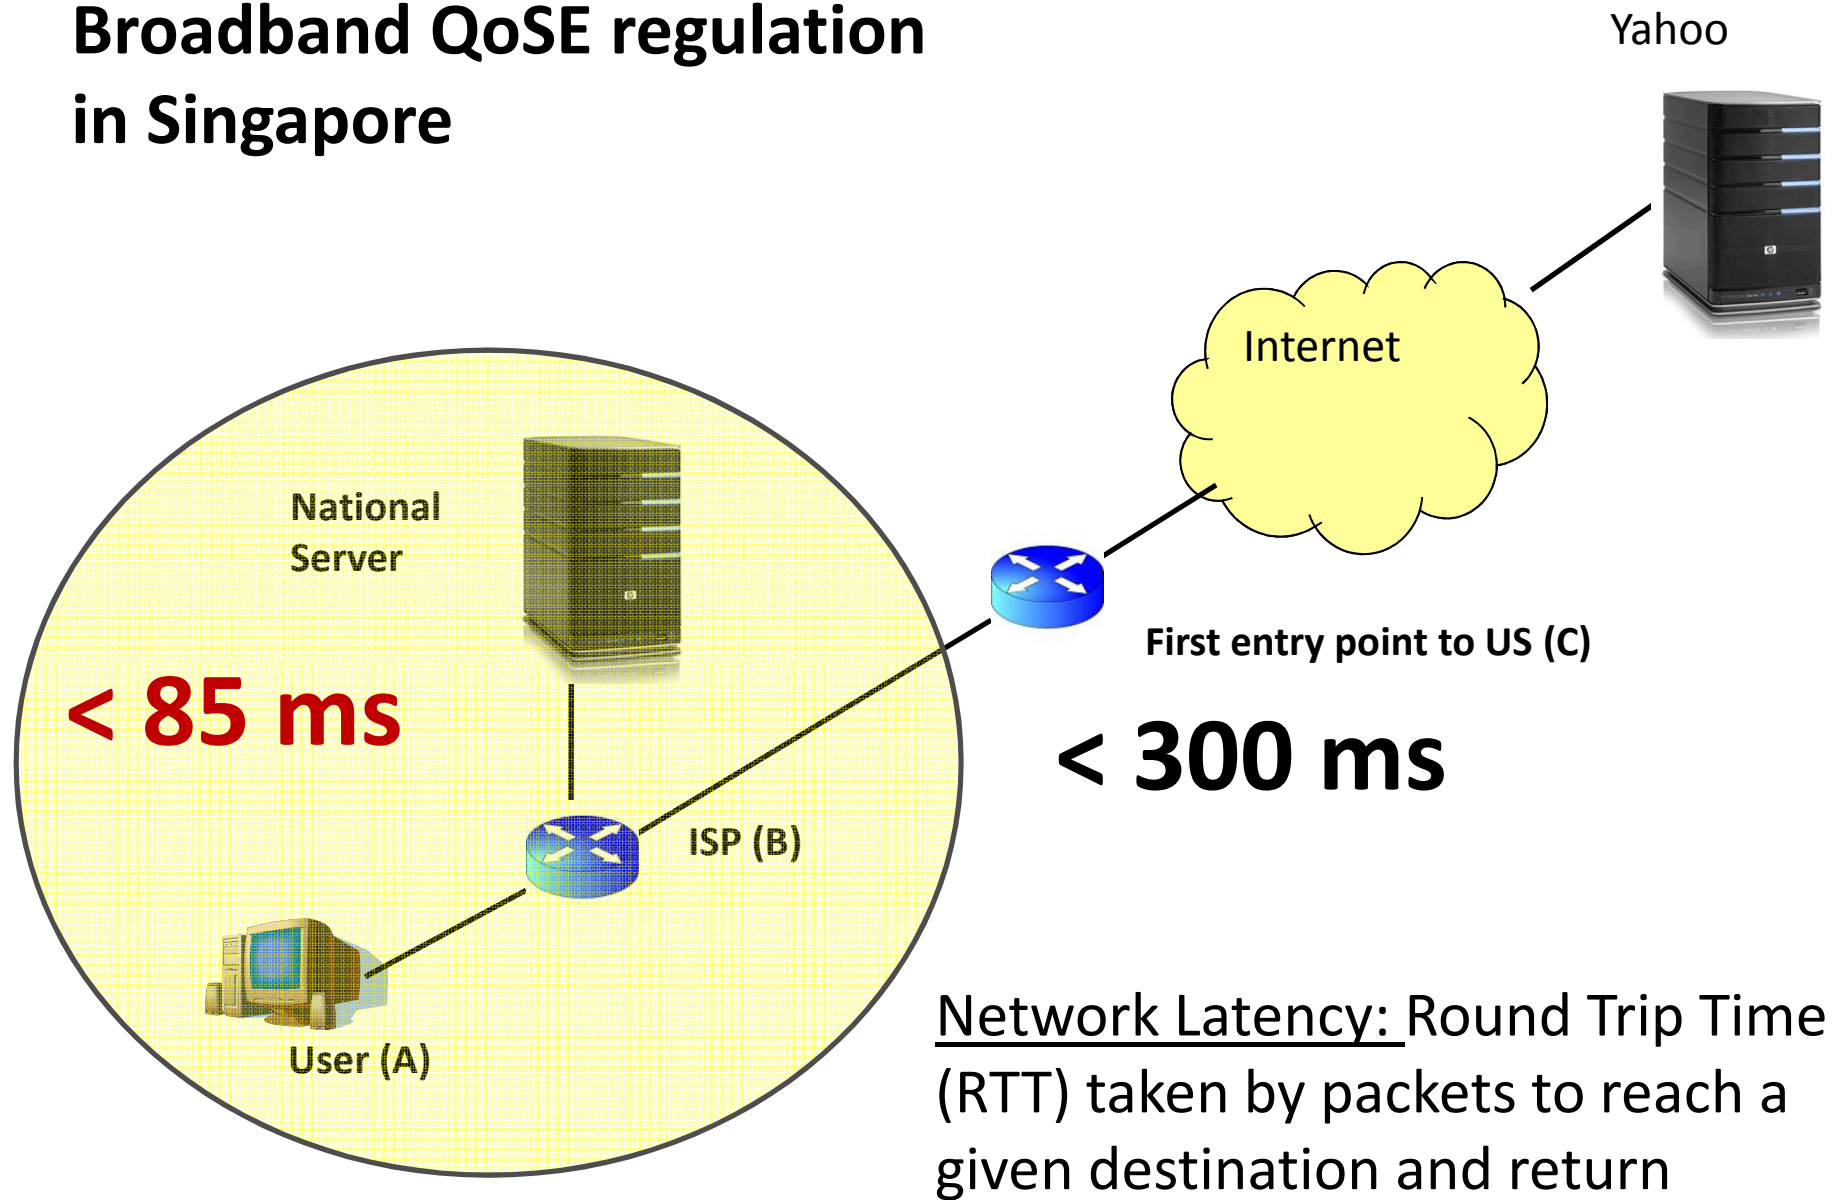 Broadband QoSE regulation
in Singapore
Yahoo
Internet
National
Server
First entry point to US (C)
< 85 ms
< 300 ms
ISP (B)
User (A)
Network Latency: Round Trip Time
(RTT) taken by packets to reach a
given destination and return